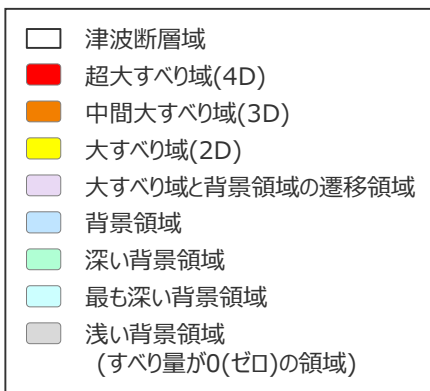 津波断層域
超大すべり域(4D)
中間大すべり域(3D)
大すべり域(2D)
大すべり域と背景領域の遷移領域
背景領域
深い背景領域
最も深い背景領域
浅い背景領域
(すべり量が0(ゼロ)の領域)